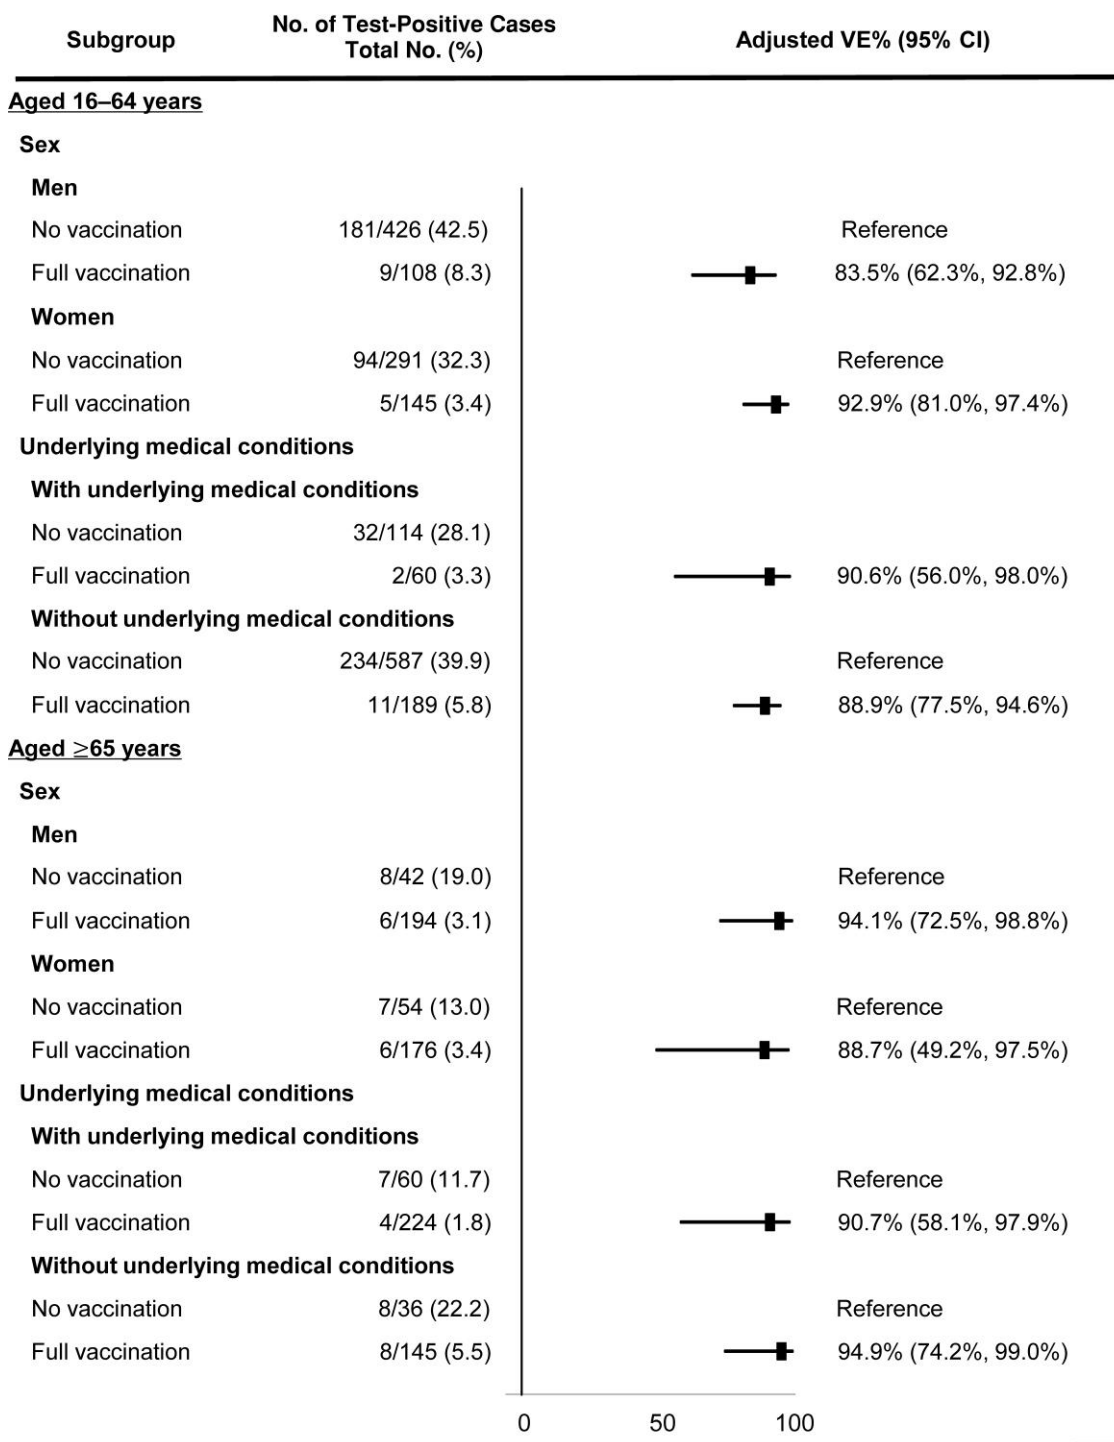 Subgroup No. of Test-Positive Cases Total No. (%) Adjusted VE% (95% CI)
Aged 16–64 years
Sex
Men
No vaccination 181/426 (42.5) Reference
Full vaccination 9/108 (8.3) 83.5% (62.3%, 92.8%)
Women
No vaccination 94/291 (32.3) Reference
Full vaccination 5/145 (3.4) 92.9% (81.0%, 97.4%)
Underlying medical conditions
With underlying medical conditions
No vaccination 32/114 (28.1)
Full vaccination 2/60 (3.3) 90.6% (56.0%, 98.0%)
Without underlying medical conditions
No vaccination 234/587 (39.9) Reference
Full vaccination 11/189 (5.8) 88.9% (77.5%, 94.6%)
Aged ≥65 years
Sex
Men
No vaccination 8/42 (19.0) Reference
Full vaccination 6/194 (3.1) 94.1% (72.5%, 98.8%)
Women
No vaccination 7/54 (13.0) Reference
Full vaccination 6/176 (3.4) 88.7% (49.2%, 97.5%)
Underlying medical conditions
With underlying medical conditions
No vaccination 7/60 (11.7) Reference
Full vaccination 4/224 (1.8) 90.7% (58.1%, 97.9%)
Without underlying medical conditions
No vaccination 8/36 (22.2) Reference
Full vaccination 8/145 (5.5) 94.9% (74.2%, 99.0%)
0 50 100